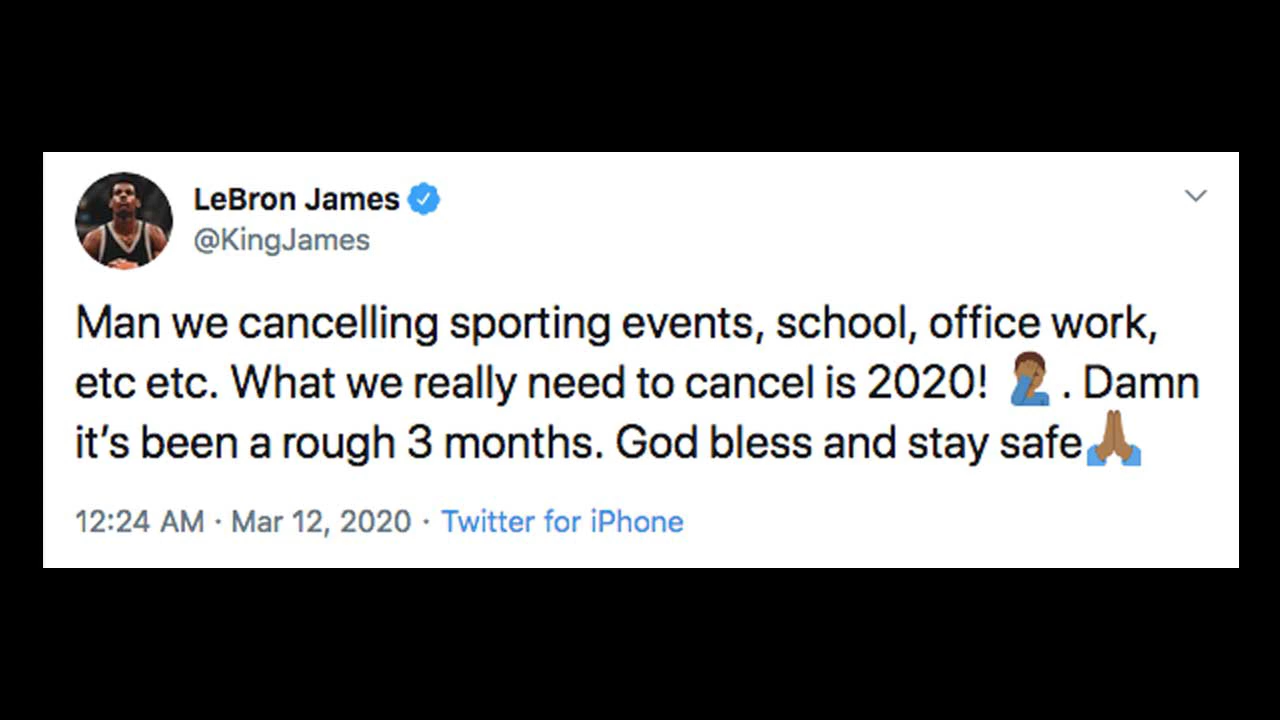 LeBron James
@KingJames
Man we cancelling sporting events, school, office work,
etc etc. What we really need to cancel is 2020! 🤦🏾‍♂️. Damn
it’s been a rough 3 months. God bless and stay safe🙏🏾
12:24 AM · Mar 12, 2020 · Twitter for iPhone